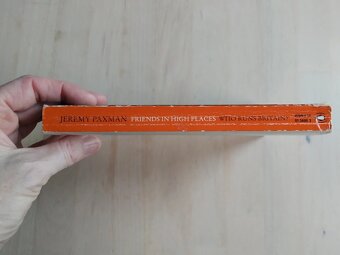 JEREMY PAXMAN FRIENDS IN HIGH PLACES WHO RUNS BRITAIN?